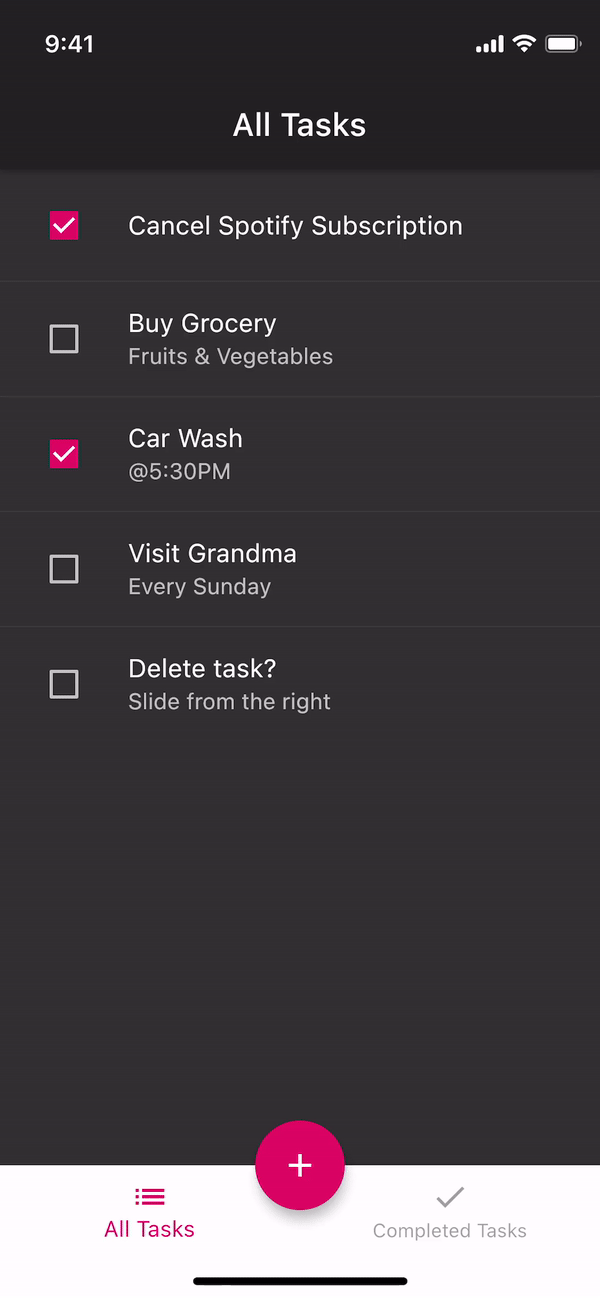 9:41
All Tasks
Cancel Spotify Subscription
Buy Grocery
Fruits & Vegetables
Car Wash
@5:30PM
Visit Grandma
Every Sunday
Delete task?
Slide from the right
+
All Tasks
Completed Tasks